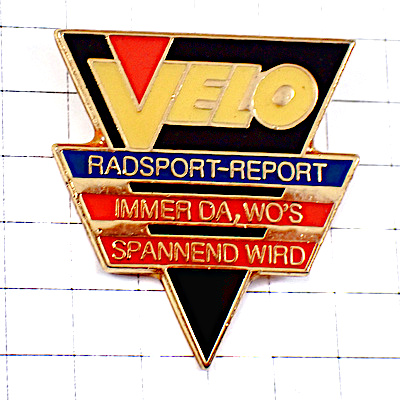 VELO
RADSPORT-REPORT
IMMER DA, WO'S
SPANNEND WIRD